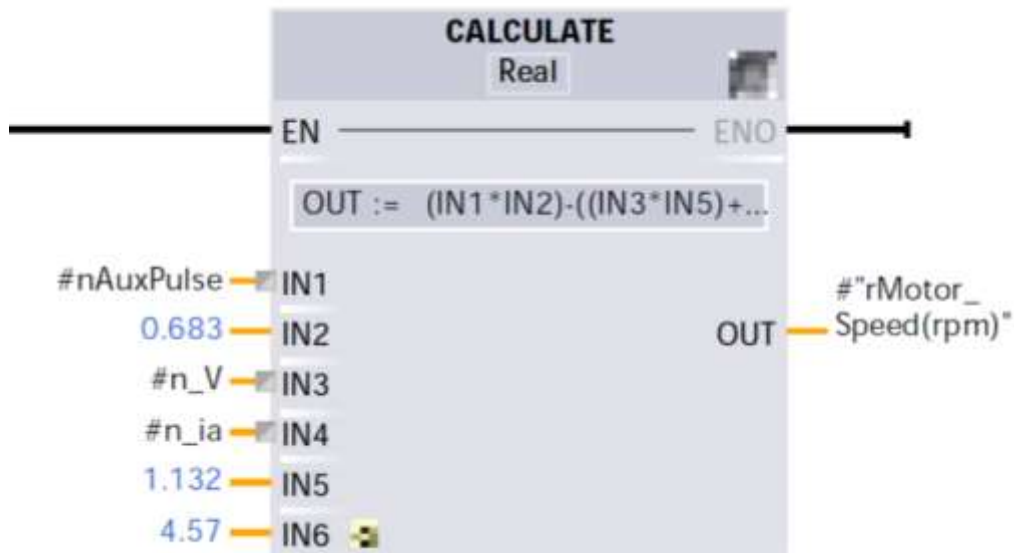 CALCULATE
Real
EN ENO
OUT := (IN1*IN2)-((IN3*IN5)+...
#nAuxPulse IN1
0.683 IN2
#n_V IN3
#n_ia IN4
1.132 IN5
4.57 IN6
OUT #"rMotor_
Speed(rpm)"